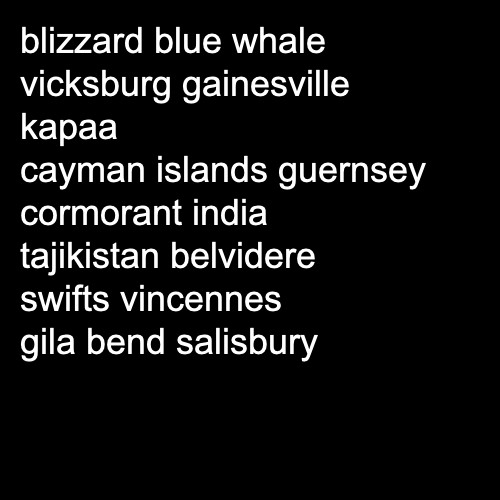 blizzard blue whale
vicksburg gainesville
kapaa
cayman islands guernsey
cormorant india
tajikistan belvidere
swifts vincennes
gila bend salisbury